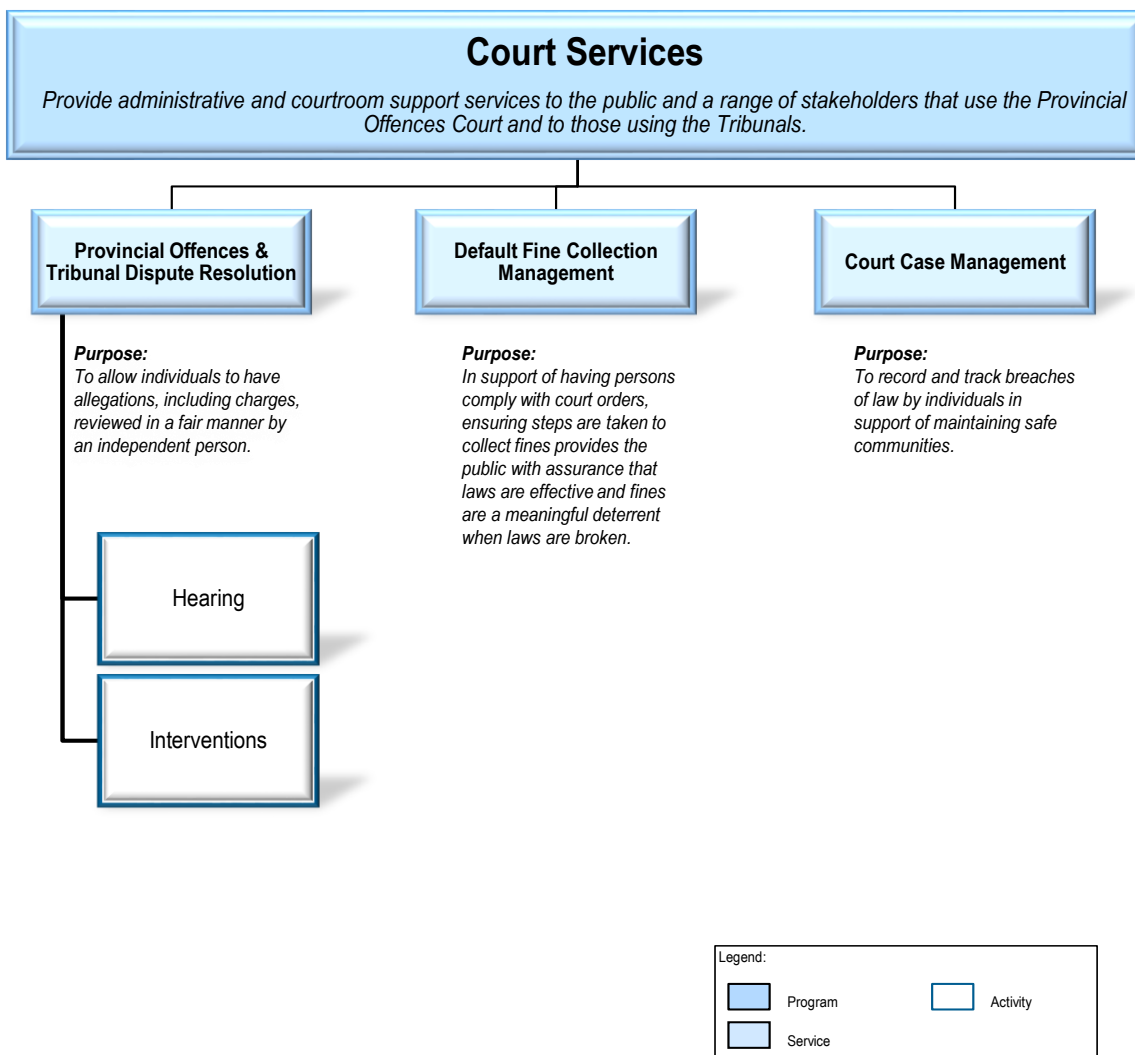 Court Services
Provide administrative and courtroom support services to the public and a range of stakeholders that use the Provincial
Offences Court and to those using the Tribunals.
Provincial Offences &
Tribunal Dispute Resolution
Default Fine Collection
Management
Court Case Management
Purpose:
To allow individuals to have
allegations, including charges,
reviewed in a fair manner by
an independent person.
Purpose:
In support of having persons
comply with court orders,
ensuring steps are taken to
collect fines provides the
public with assurance that
laws are effective and fines
are a meaningful deterrent
when laws are broken.
Purpose:
To record and track breaches
of law by individuals in
support of maintaining safe
communities.
Hearing
Interventions
Legend:
Program
Activity
Service